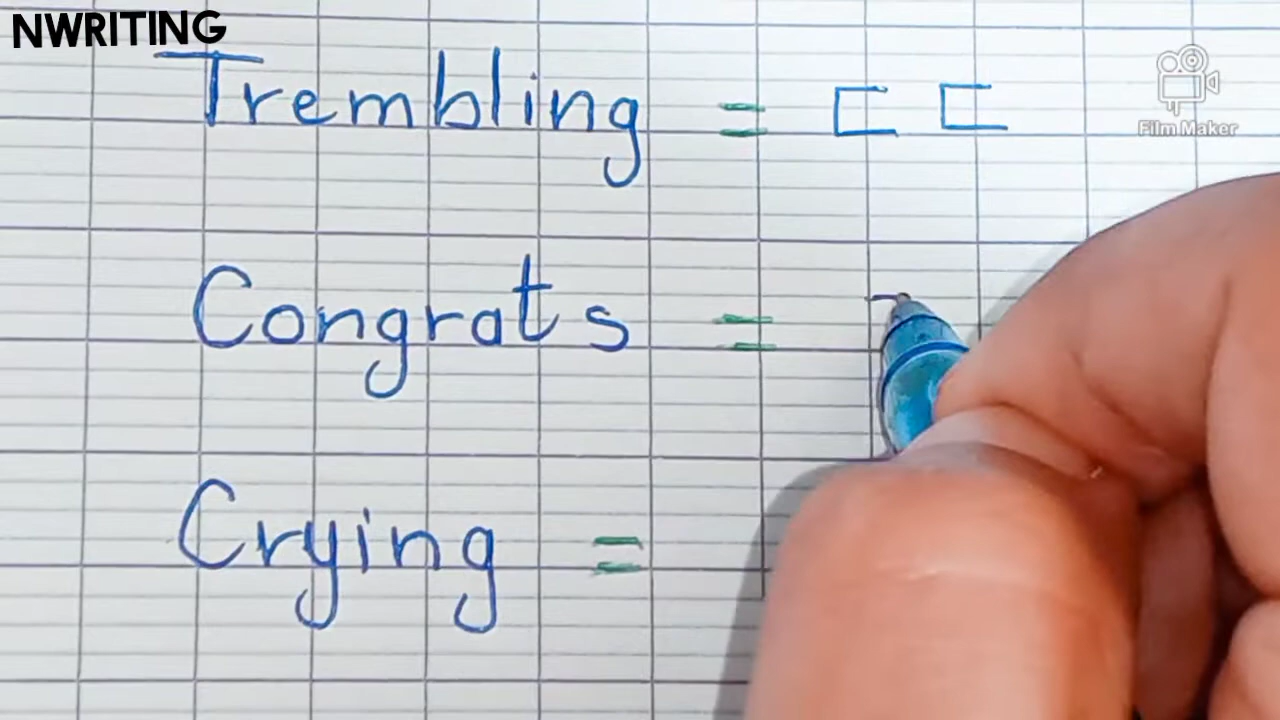 NWRITING
Trembling = ⊏ ⊏
Film Maker
Congrats =
Crying =